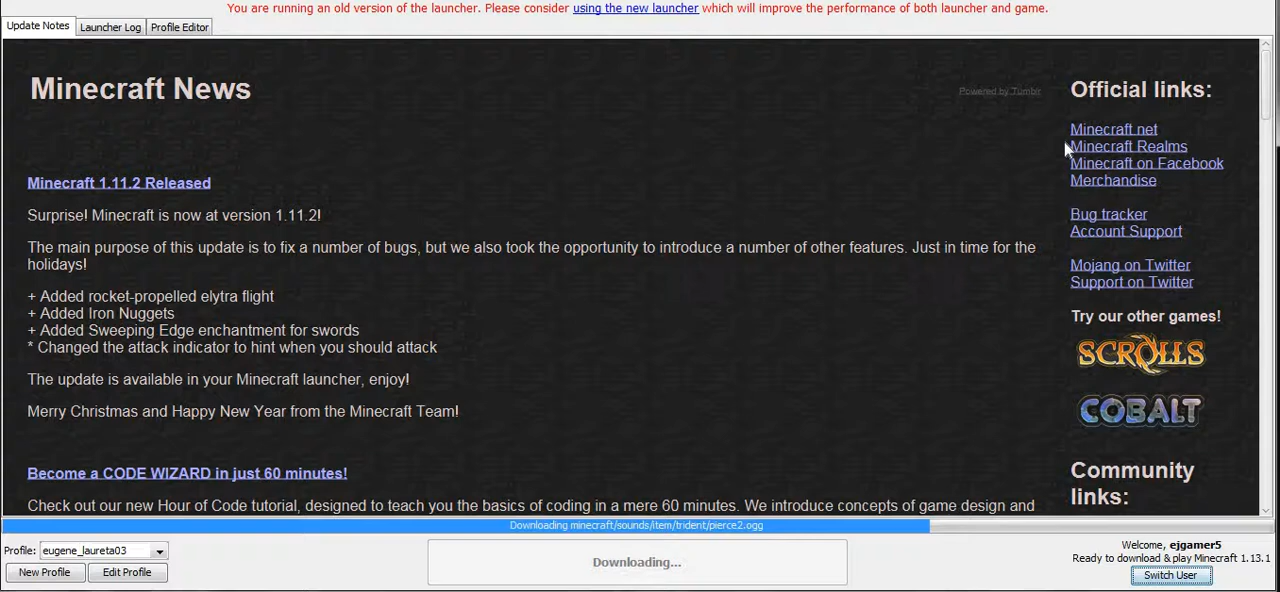 You are running an old version of the launcher. Please consider using the new launcher which will improve the performance of both launcher and game.
Update Notes
Launcher Log
Profile Editor
Minecraft News
Powered by Tumblr
Minecraft 1.11.2 Released
Surprise! Minecraft is now at version 1.11.2!
The main purpose of this update is to fix a number of bugs, but we also took the opportunity to introduce a number of other features. Just in time for the
holidays!
+ Added rocket-propelled elytra flight
+ Added Iron Nuggets
+ Added Sweeping Edge enchantment for swords
* Changed the attack indicator to hint when you should attack
The update is available in your Minecraft launcher, enjoy!
Merry Christmas and Happy New Year from the Minecraft Team!
Become a CODE WIZARD in just 60 minutes!
Check out our new Hour of Code tutorial, designed to teach you the basics of coding in a mere 60 minutes. We introduce concepts of game design and
Official links:
Minecraft net
Minecraft Realms
Minecraft on Facebook
Merchandise
Bug tracker
Account Support
Mojang on Twitter
Support on Twitter
Try our other games!
SCROLLS
COBALT
Community
links:
Downloading minecraft/sounds/item/trident/pierce2.ogg
Profile:
eugene_laureta03
New Profile
Edit Profile
Downloading...
Welcome, ejgamer5
Ready to download & play Minecraft 1.13.1
Switch User